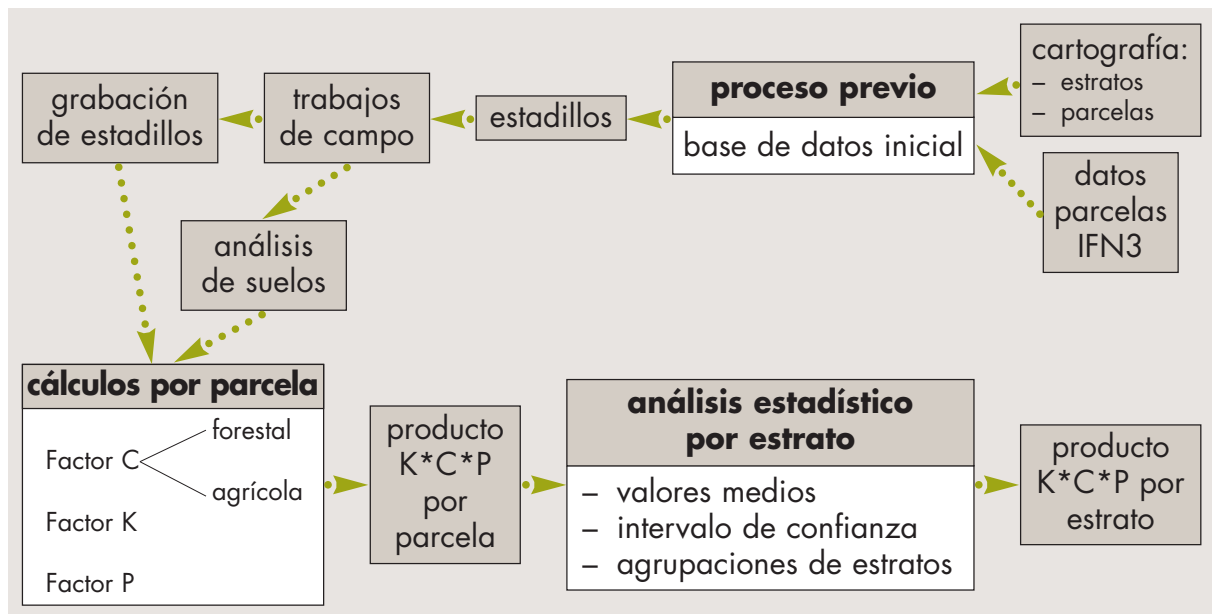 cartografía:
– estratos
– parcelas
datos
parcelas
IFN3
proceso previo
base de datos inicial
estadillos
trabajos
de campo
grabación
de estadillos
análisis
de suelos
cálculos por parcela
Factor C
forestal
agrícola
Factor K
Factor P
producto
K*C*P
por
parcela
análisis estadístico
por estrato
– valores medios
– intervalo de confianza
– agrupaciones de estratos
producto
K*C*P por
estrato